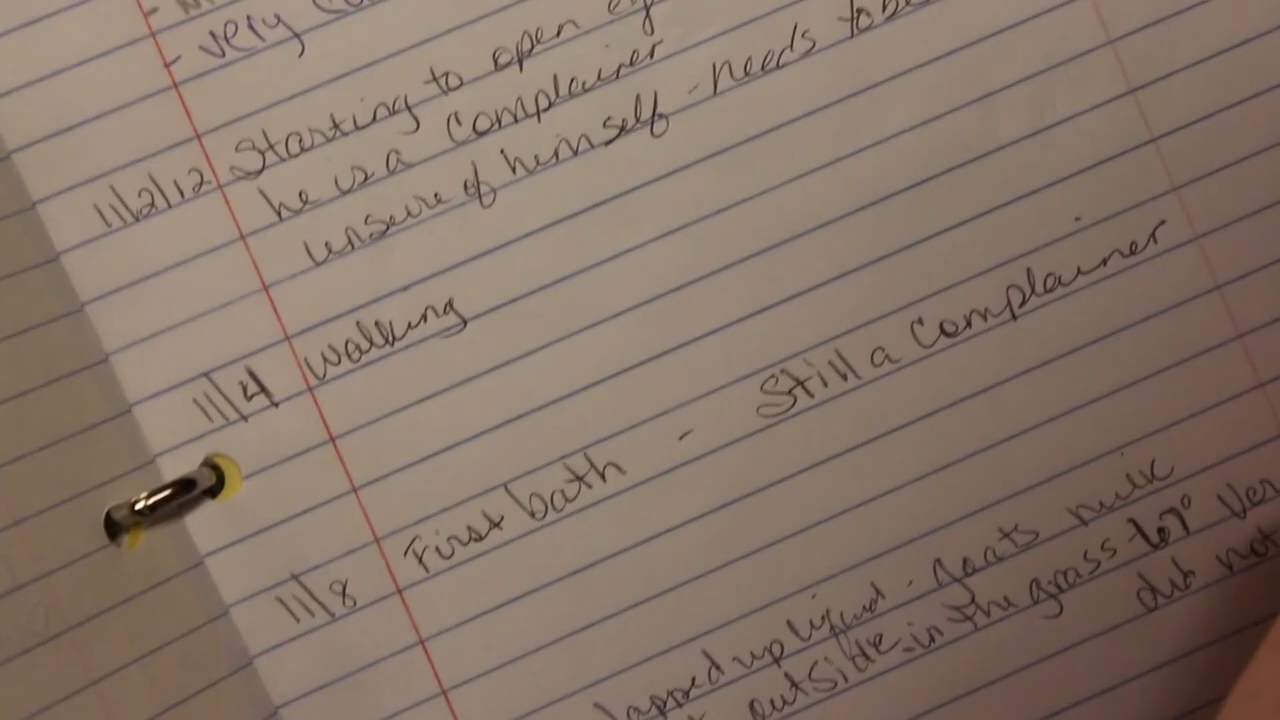 - very
11/2/12 Starting to open
he is a complainer
unsure of himself - needs to be
11/4 Walking
11/8 First bath - Still a complainer
lapped up liquid - goats milk
outside in the grass 67°
did not